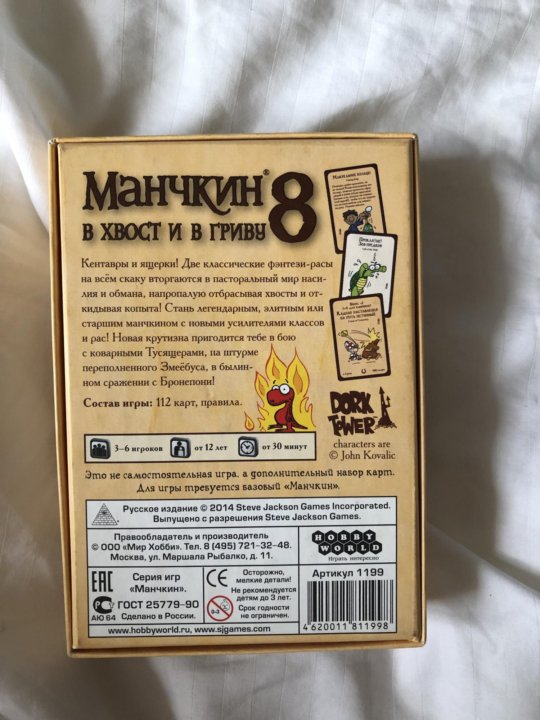 Манчкин® 8
в хвост и в гриву
Кентавры и ящерки! Две классические фэнтези-расы
на всём скаку вторгаются в пасторальный мир наси-
лия и обмана, напропалую отбрасывая хвосты и от-
кидывая копыта! Стань легендарным, элитным или
старшим манчкином с новыми усилителями классов
и рас! Новая крутизна пригодится тебе в бою
с коварными Тусящерами, на штурме
переполненного Змеёбуса, в былин-
ном сражении с Бронепони!
Состав игры: 112 карт, правила.
DORK
TOWER
characters are
© John Kovalic
3–6 игроков
от 12 лет
от 30 минут
Это не самостоятельная игра, а дополнительный набор карт.
Для игры требуется базовый «Манчкин».
Русское издание © 2014 Steve Jackson Games Incorporated.
Выпущено с разрешения Steve Jackson Games.
Правообладатель и производитель
© ООО «Мир Хобби». Тел. 8 (495) 721–32–48.
Москва, ул. Маршала Рыбалко, д. 11.
HOBBY
WORLD
Играть интересно
EAC
Серия игр
«Манчкин».
ГОСТ 25779–90
АЮ 64
Сделано в России.
CE
Осторожно,
мелкие детали!
Не рекомендуется
детям до 3 лет.
Срок годности
не ограничен.
0-3
Артикул 1199
4620011811998
www.hobbyworld.ru, www.sjgames.com